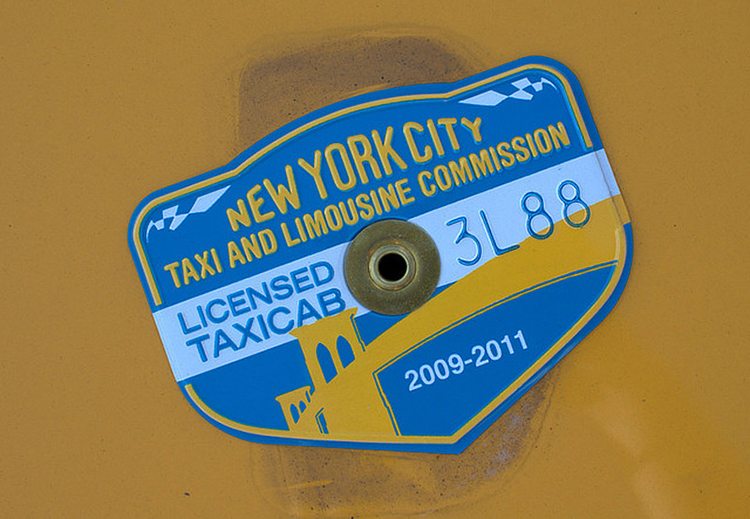 NEW YORK CITY
TAXI AND LIMOUSINE COMMISSION
3L88
LICENSED
TAXICAB
2009-2011